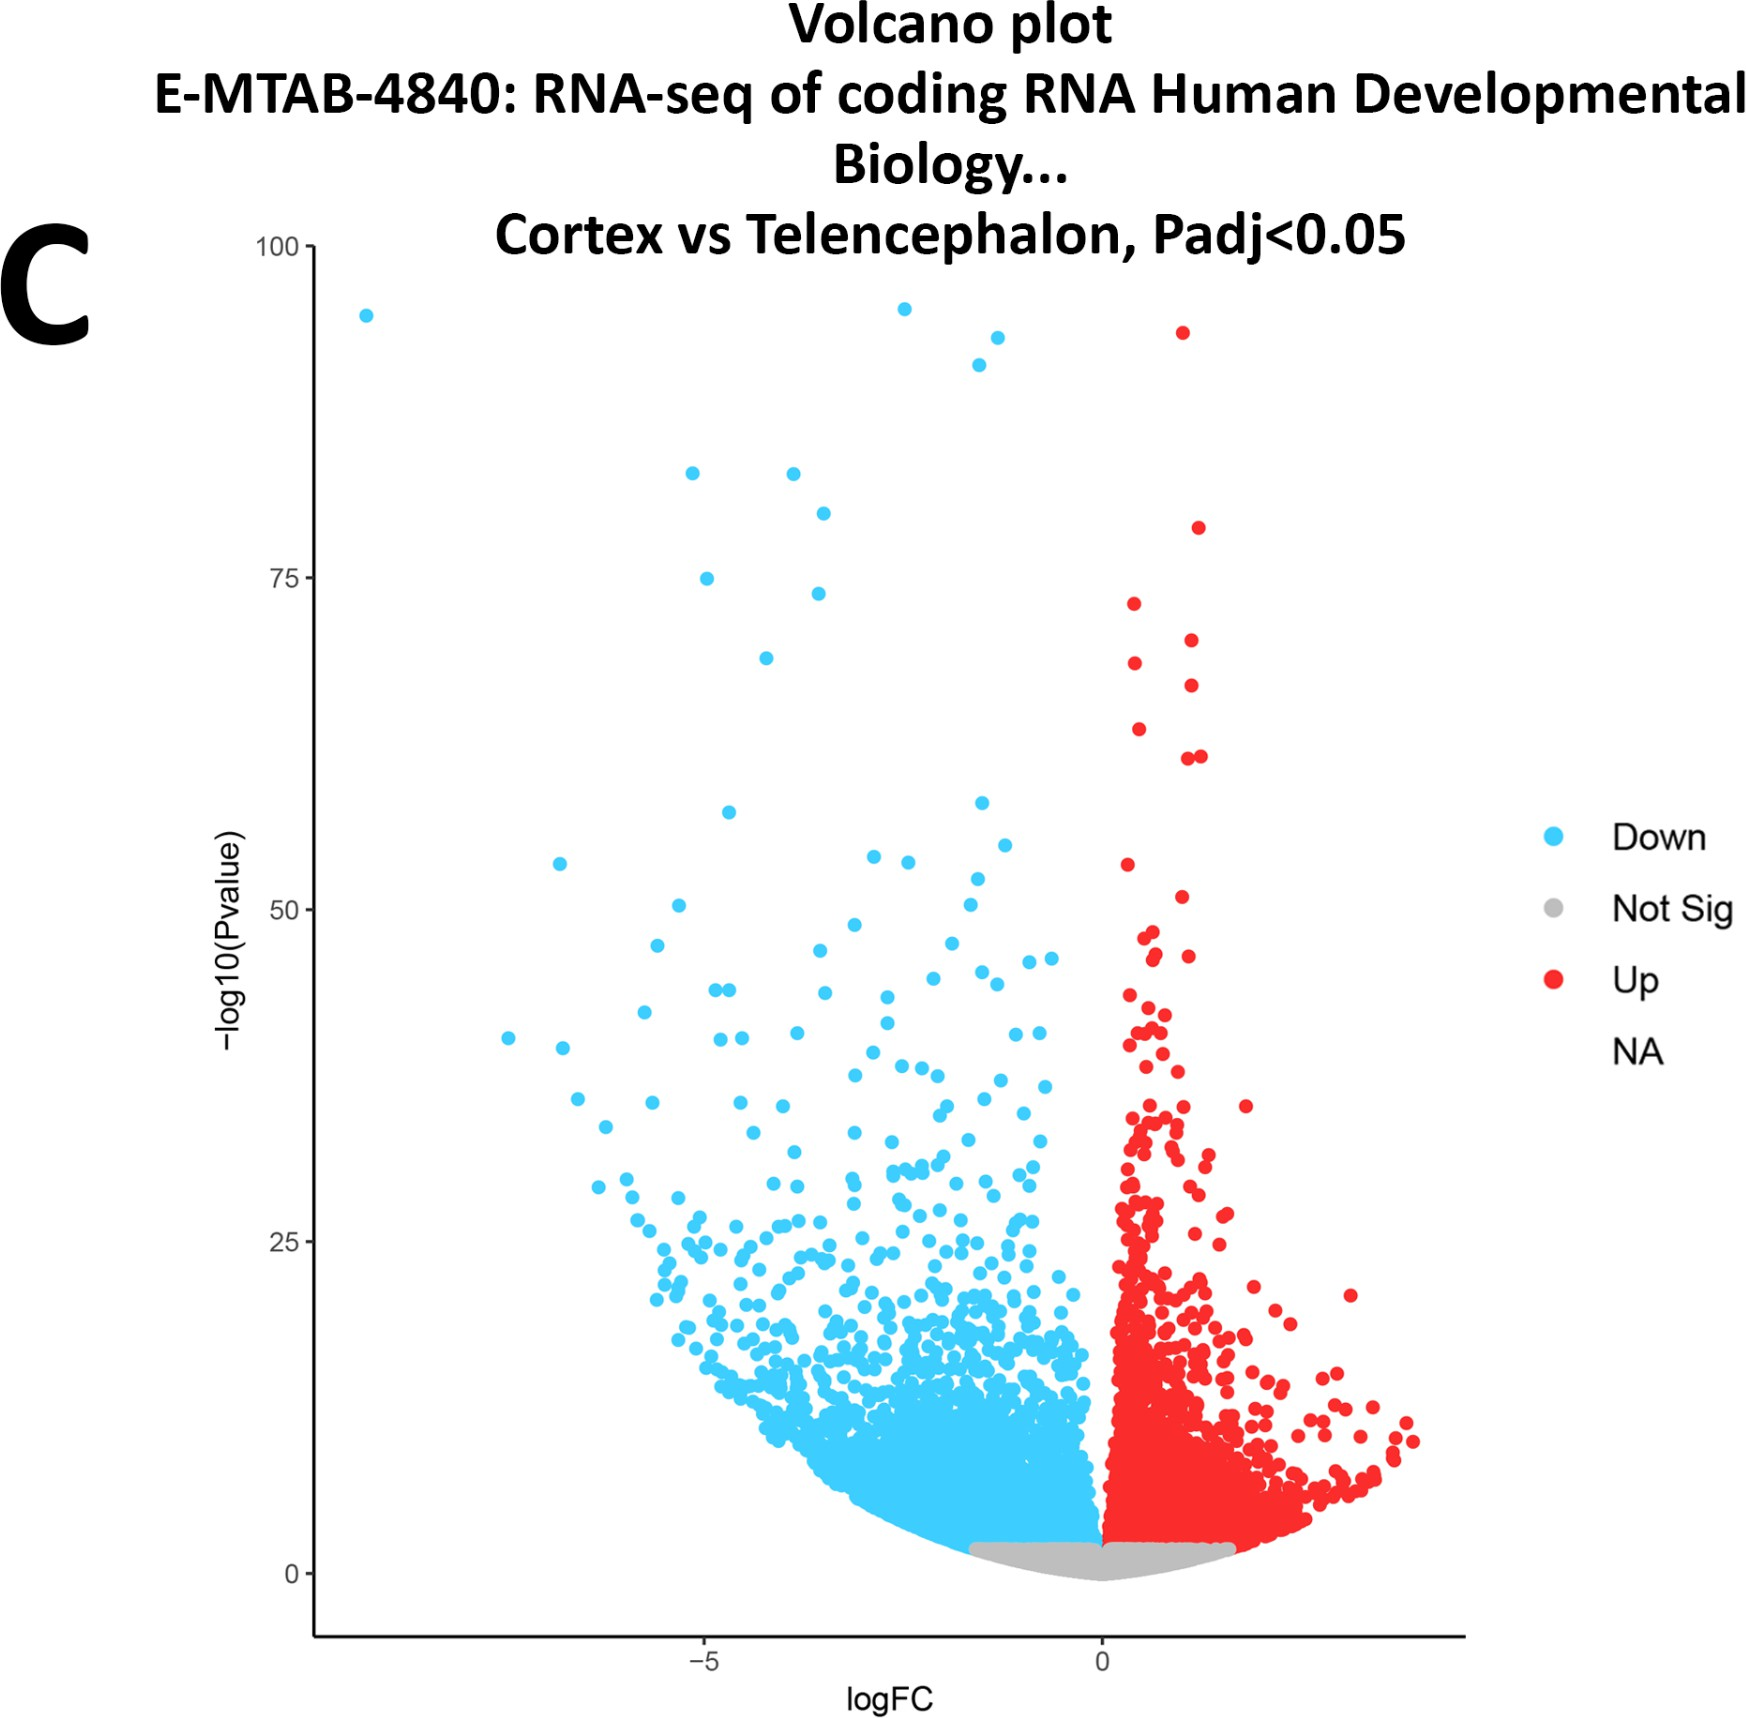 Volcano plot
E-MTAB-4840: RNA-seq of coding RNA Human Developmental
Biology...
Cortex vs Telencephalon, Padj<0.05
C
100
75
50
25
0
−log10(Pvalue)
−5
0
logFC
Down
Not Sig
Up
NA